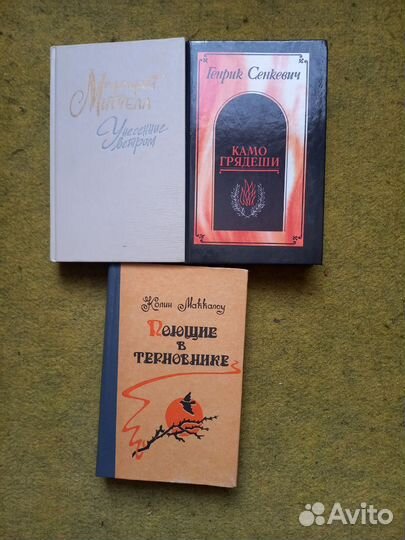 Маргарет
Митчелл
Унесенные
ветром
Генрик Сенкевич
КАМО
ГРЯДЕШИ
Колин Маккалоу
ПОЮЩИЕ
В
ТЕРНОВНИКЕ
Avito